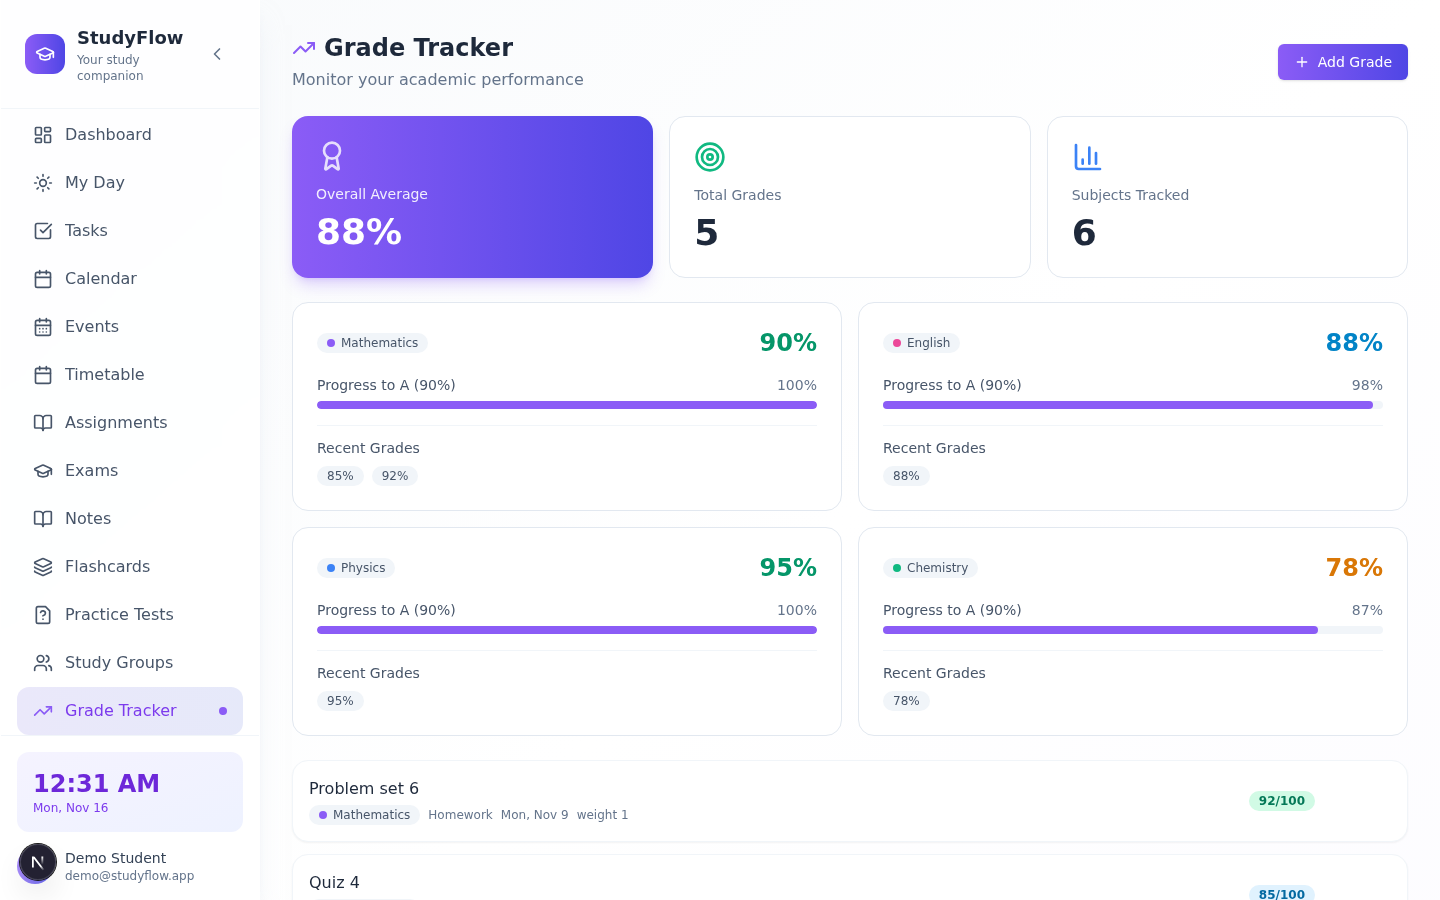 StudyFlow
Your study
companion
Dashboard
My Day
Tasks
Calendar
Events
Timetable
Assignments
Exams
Notes
Flashcards
Practice Tests
Study Groups
Grade Tracker
12:31 AM
Mon, Nov 16
N
Demo Student
demo@studyflow.app
Grade Tracker
Monitor your academic performance
Add Grade
Overall Average
88%
Total Grades
5
Subjects Tracked
6
Mathematics 90%
Progress to A (90%) 100%
Recent Grades
85% 92%
English 88%
Progress to A (90%) 98%
Recent Grades
88%
Physics 95%
Progress to A (90%) 100%
Recent Grades
95%
Chemistry 78%
Progress to A (90%) 87%
Recent Grades
78%
Problem set 6
Mathematics Homework Mon, Nov 9 weight 1
92/100
Quiz 4
85/100